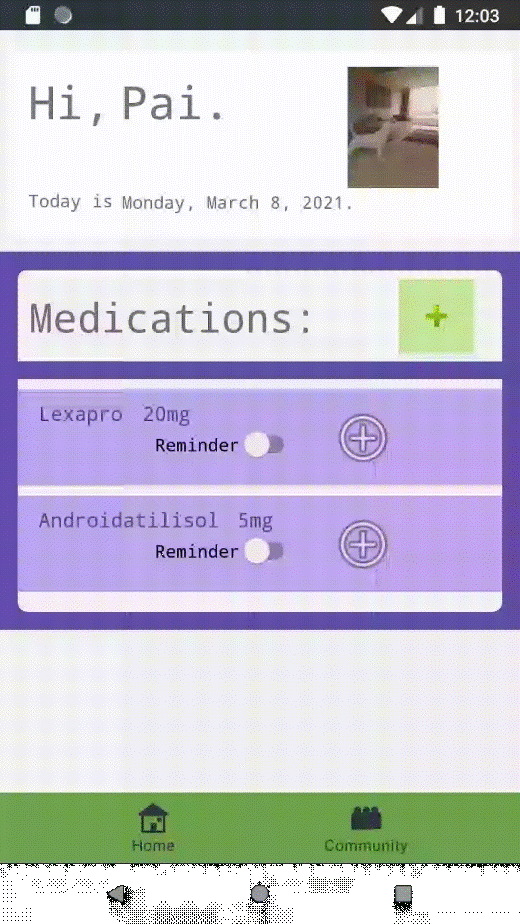 12:03
Hi, Pai.
Today is Monday, March 8, 2021.
Medications:
+
Lexapro 20mg
Reminder
Androidatilisol 5mg
Reminder
Home
Community